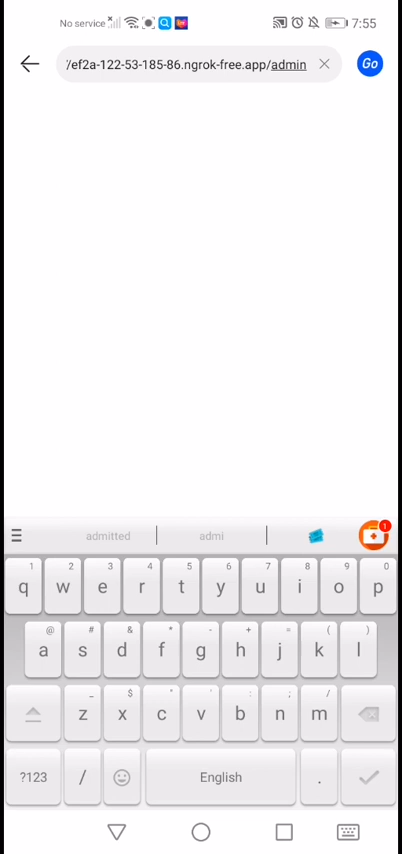 No service
7:55
/ef2a-122-53-185-86.ngrok-free.app/admin
Go
admitted
admi
1
1 2 3 4 5 6 7 8 9 0
q w e r t y u i o p
@ # & * - + = ( )
a s d f g h j k l
_ $ " ' : ; /
z x c v b n m
?123 / English .